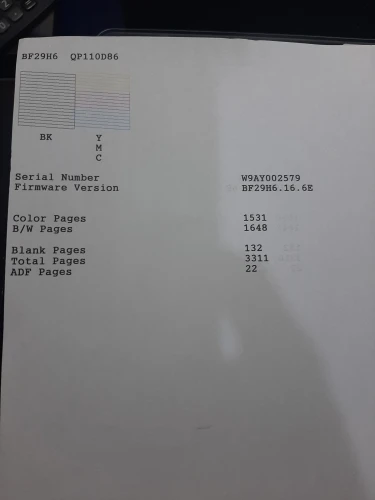 BF29H6 QP110D86
BK Y
M
C
Serial Number W9AY002579
Firmware Version BF29H6.16.6E
Color Pages 1531
B/W Pages 1648
Blank Pages 132
Total Pages 3311
ADF Pages 22